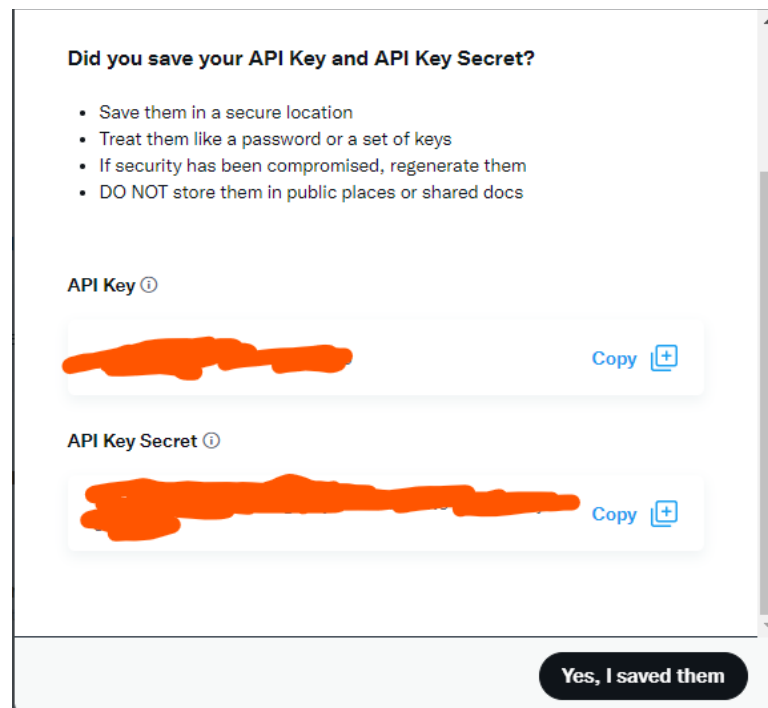 Did you save your API Key and API Key Secret?
• Save them in a secure location
• Treat them like a password or a set of keys
• If security has been compromised, regenerate them
• DO NOT store them in public places or shared docs
API Key
Copy
API Key Secret
Copy
Yes, I saved them